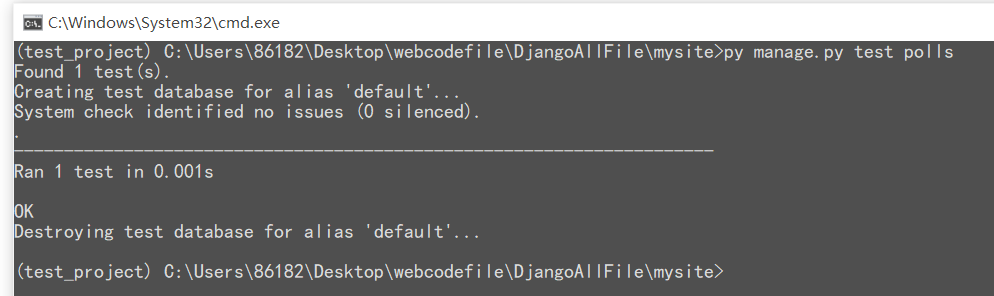 C:\Windows\System32\cmd.exe
(test_project) C:\Users\86182\Desktop\webcodefile\DjangoAllFile\mysite>py manage.py test polls
Found 1 test(s).
Creating test database for alias 'default'...
System check identified no issues (0 silenced).
.
----------------------------------------------------------------------
Ran 1 test in 0.001s
OK
Destroying test database for alias 'default'...
(test_project) C:\Users\86182\Desktop\webcodefile\DjangoAllFile\mysite>